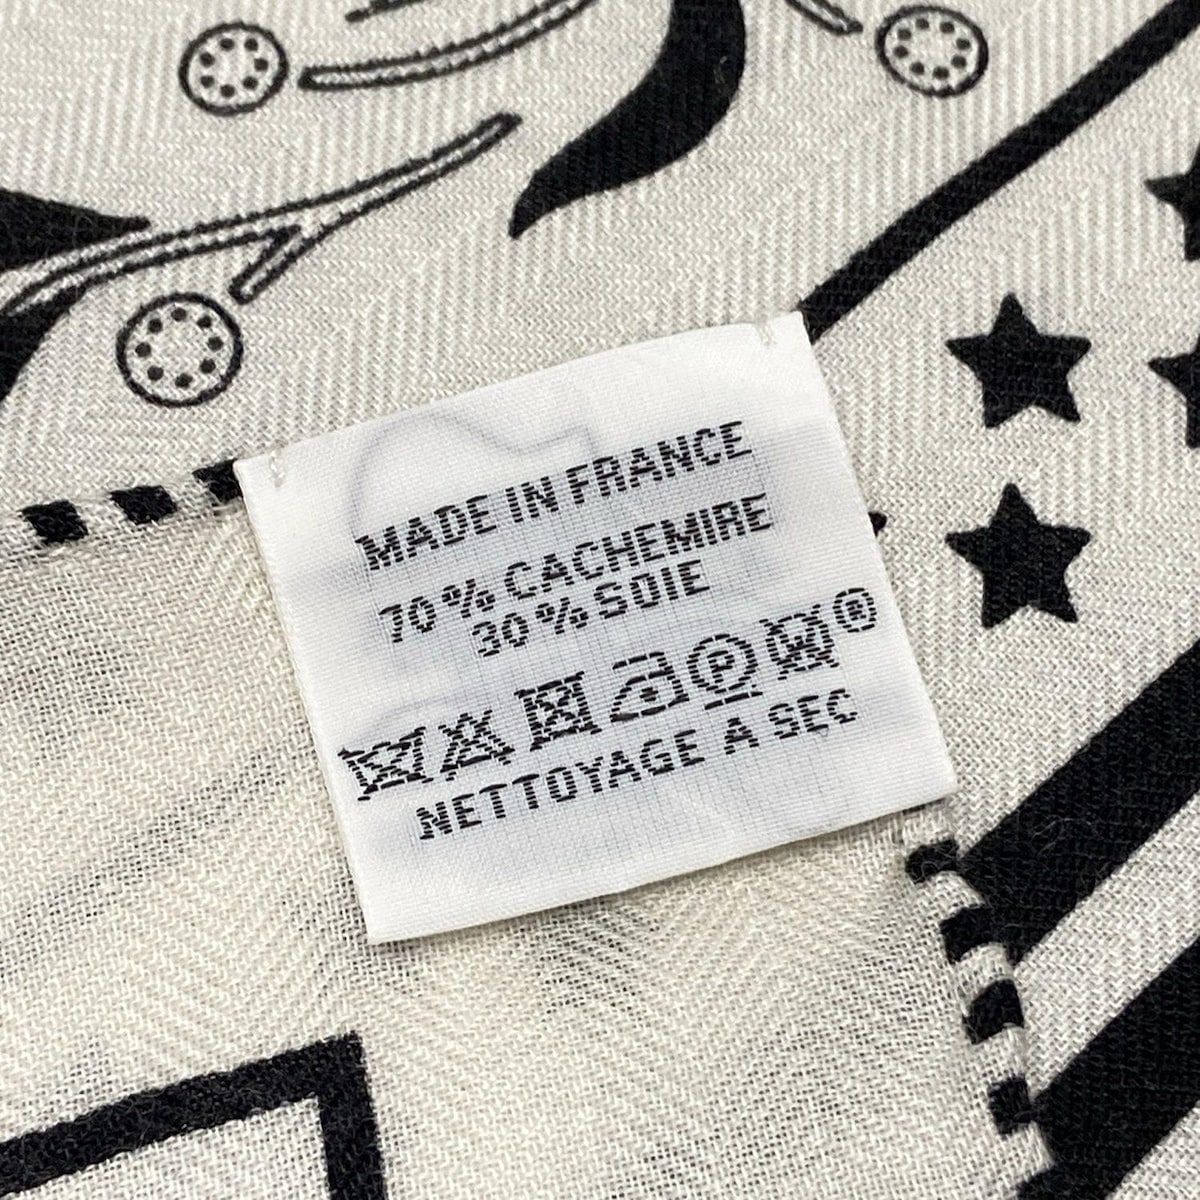 MADE IN FRANCE
70% CACHEMIRE
30% SOIE
P W ®
NETTOYAGE A SEC